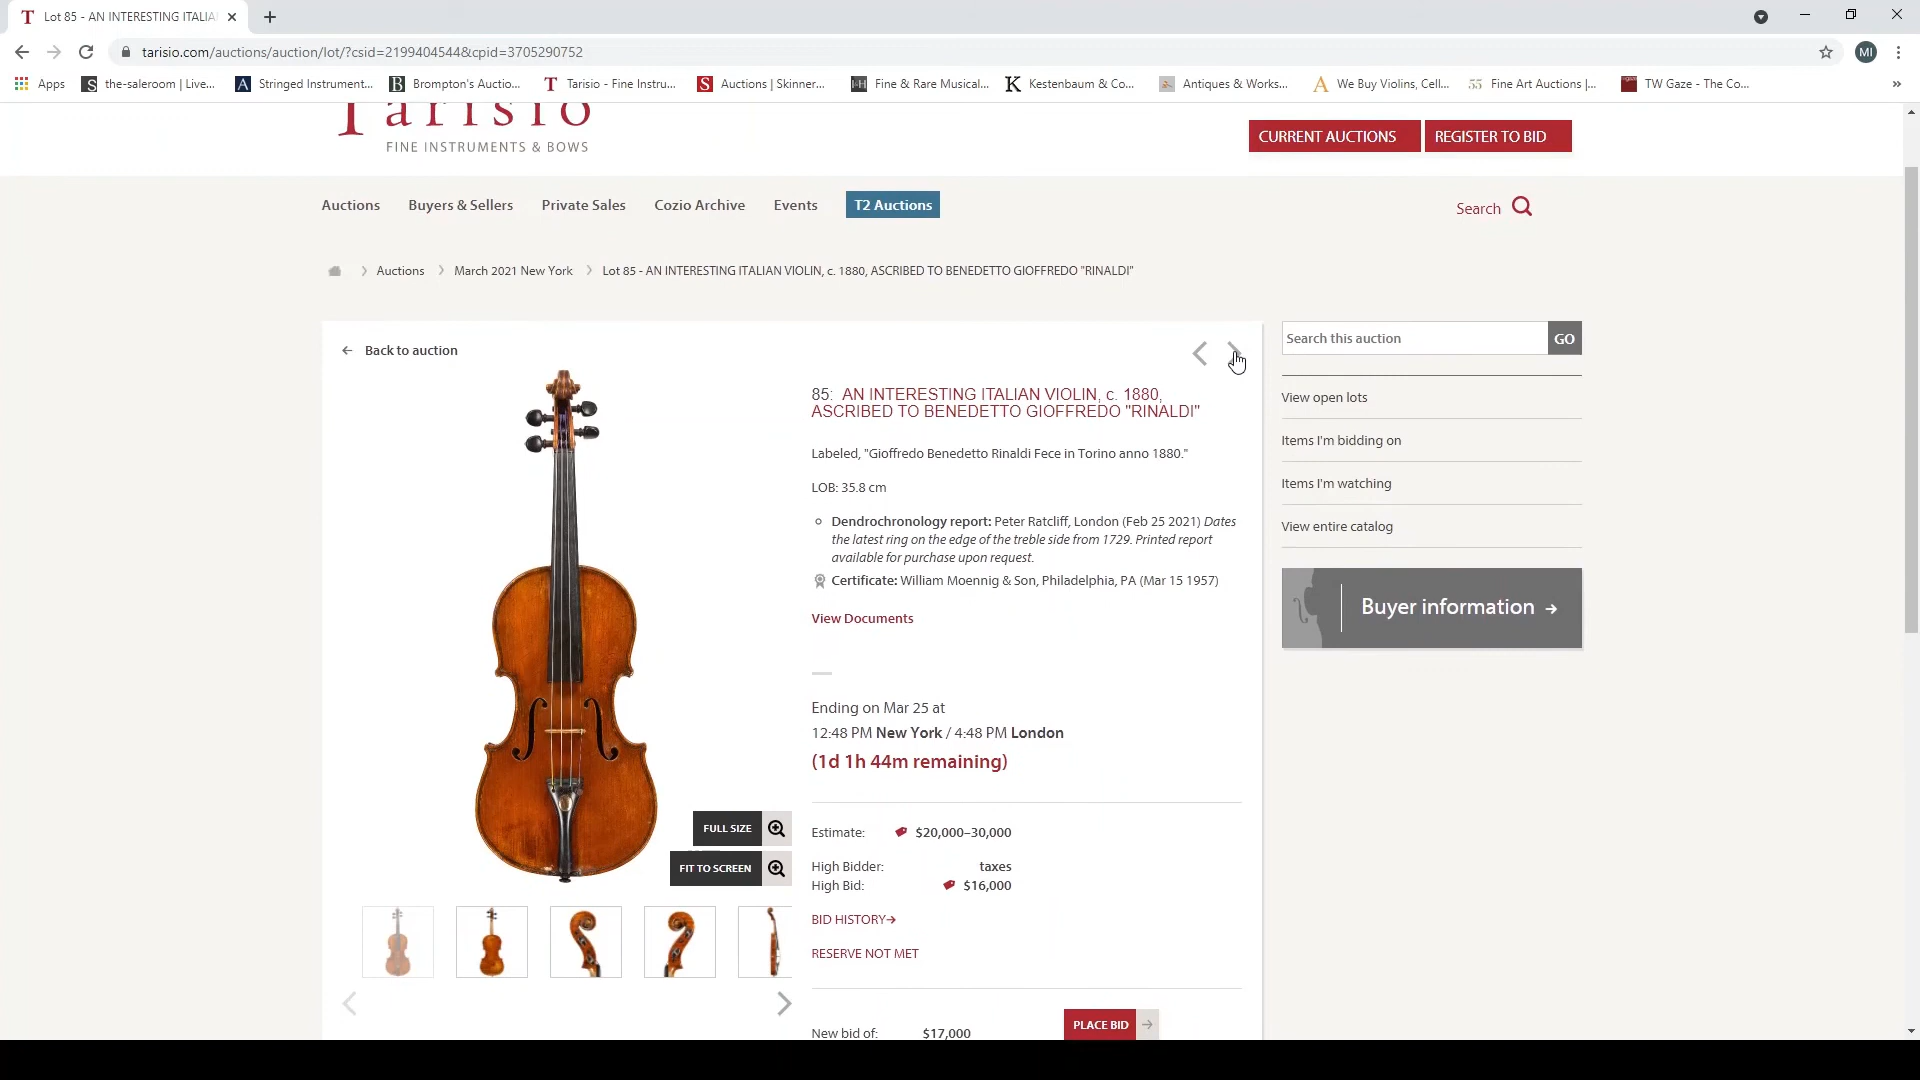 Lot 85 - AN INTERESTING ITALIA
tarisio.com/auctions/auction/lot/?csid=2199404544&cpid=3705290752
MI
Apps
the-saleroom | Live...
Stringed Instrument...
Brompton's Auctio...
Tarisio - Fine Instru...
Auctions | Skinner...
Fine & Rare Musical...
Kestenbaum & Co...
Antiques & Works...
We Buy Violins, Cell...
Fine Art Auctions |...
TW Gaze - The Co...
Tarisio
FINE INSTRUMENTS & BOWS
CURRENT AUCTIONS
REGISTER TO BID
Auctions
Buyers & Sellers
Private Sales
Cozio Archive
Events
T2 Auctions
Search
Auctions
March 2021 New York
Lot 85 - AN INTERESTING ITALIAN VIOLIN, c. 1880, ASCRIBED TO BENEDETTO GIOFFREDO "RINALDI"
Back to auction
85: AN INTERESTING ITALIAN VIOLIN, c. 1880,
ASCRIBED TO BENEDETTO GIOFFREDO "RINALDI"
Labeled, "Gioffredo Benedetto Rinaldi Fece in Torino anno 1880."
LOB: 35.8 cm
Dendrochronology report: Peter Ratcliff, London (Feb 25 2021) Dates
the latest ring on the edge of the treble side from 1729. Printed report
available for purchase upon request.
Certificate: William Moennig & Son, Philadelphia, PA (Mar 15 1957)
View Documents
Ending on Mar 25 at
12:48 PM New York / 4:48 PM London
(1d 1h 44m remaining)
FULL SIZE
FIT TO SCREEN
Estimate: $20,000–30,000
High Bidder: taxes
High Bid: $16,000
BID HISTORY→
RESERVE NOT MET
New bid of: $17,000
PLACE BID
Search this auction
GO
View open lots
Items I'm bidding on
Items I'm watching
View entire catalog
Buyer information →